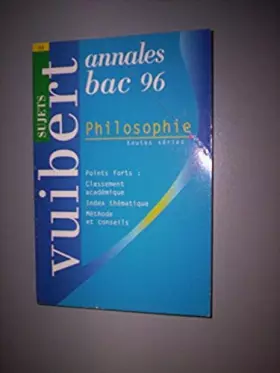 SUJETS
vuibert
annales
bac 96
Philosophie
toutes séries
Points forts :
Classement
académique
Index thématique
Méthode
et conseils